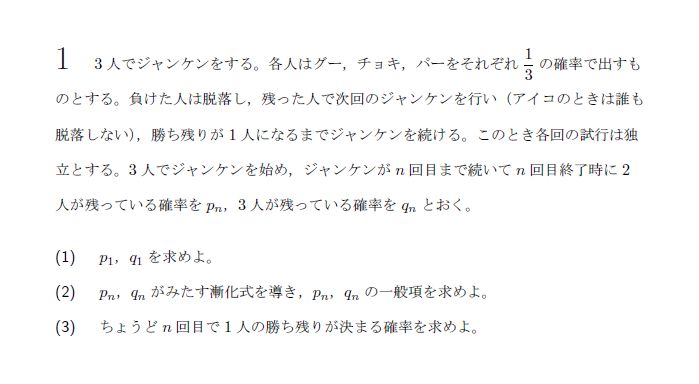 1 3人でジャンケンをする。各人はグー，チョキ，パーをそれぞれ 1/3 の確率で出すも
のとする。負けた人は脱落し，残った人で次回のジャンケンを行い（アイコのときは誰も
脱落しない），勝ち残りが 1 人になるまでジャンケンを続ける。このとき各回の試行は独
立とする。3 人でジャンケンを始め，ジャンケンが n 回目まで続いて n 回目終了時に 2
人が残っている確率を pₙ，3 人が残っている確率を qₙ とおく。
(1) p₁，q₁ を求めよ。
(2) pₙ，qₙ がみたす漸化式を導き，pₙ，qₙ の一般項を求めよ。
(3) ちょうど n 回目で 1 人の勝ち残りが決まる確率を求めよ。